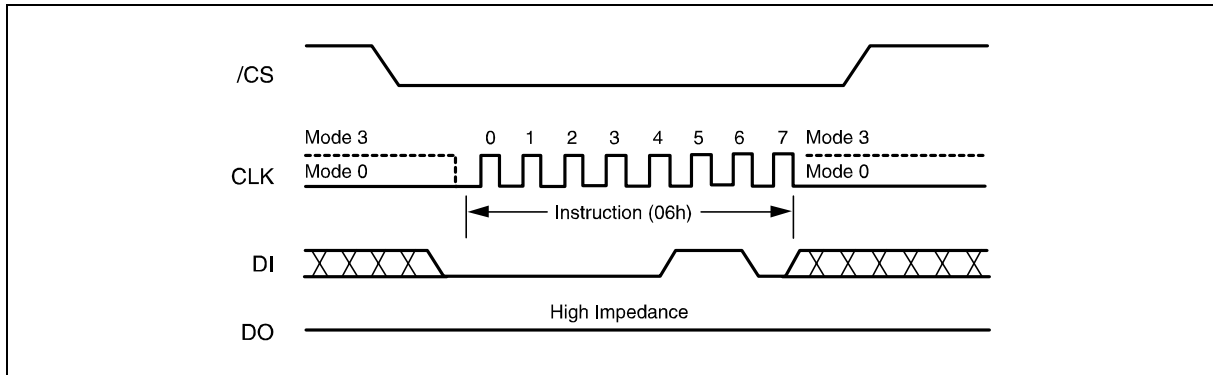 /CS
Mode 3 0 1 2 3 4 5 6 7 Mode 3
CLK Mode 0 Mode 0
Instruction (06h)
DI
High Impedance
DO